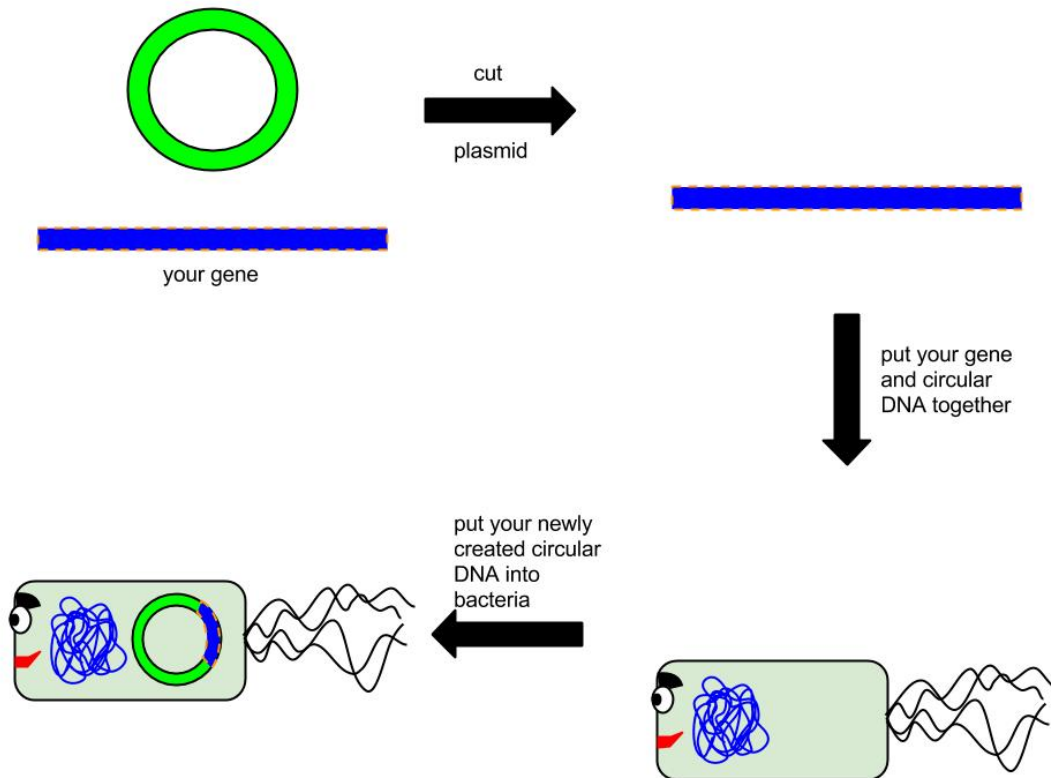 cut
plasmid
your gene
put your gene
and circular
DNA together
put your newly
created circular
DNA into
bacteria